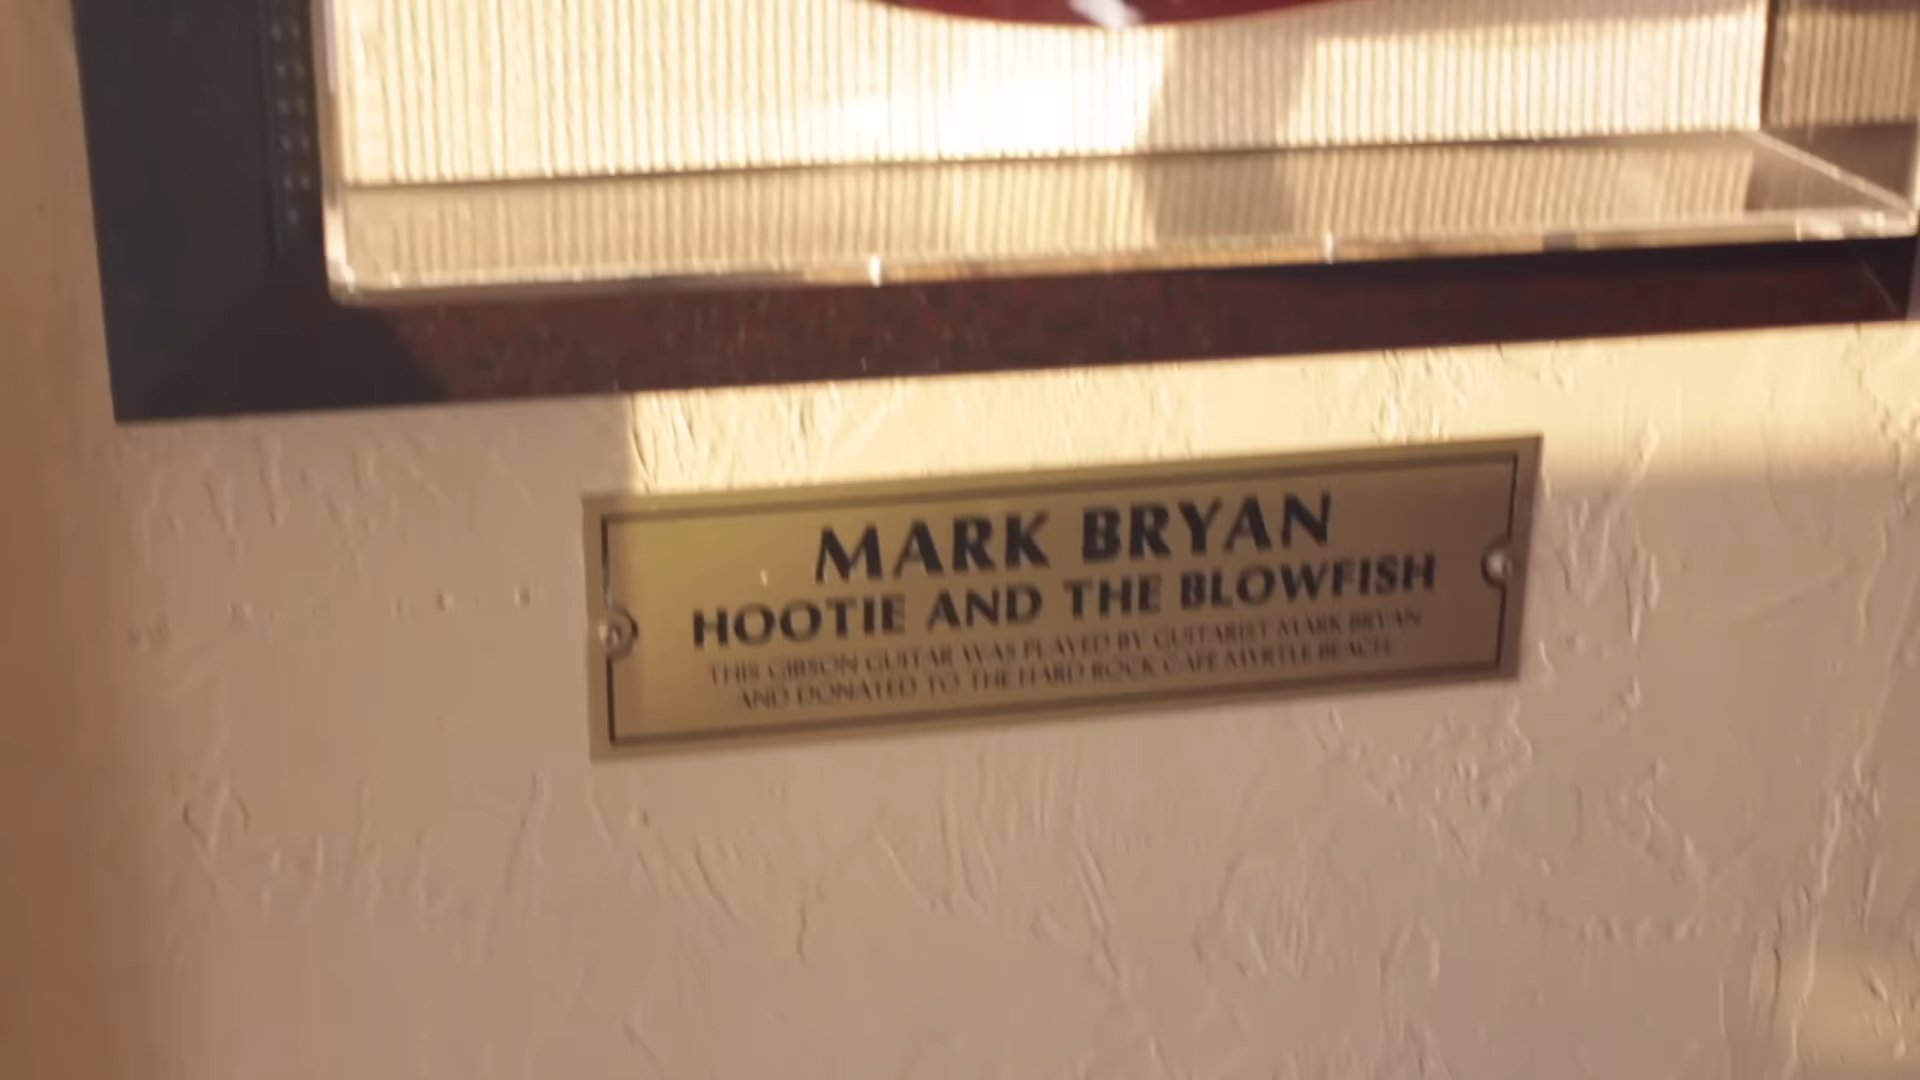 MARK BRYAN
HOOTIE AND THE BLOWFISH
THIS GIBSON GUITAR WAS PLAYED BY GUITARIST MARK BRYAN
AND DONATED TO THE HARD ROCK CAFE MYRTLE BEACH.